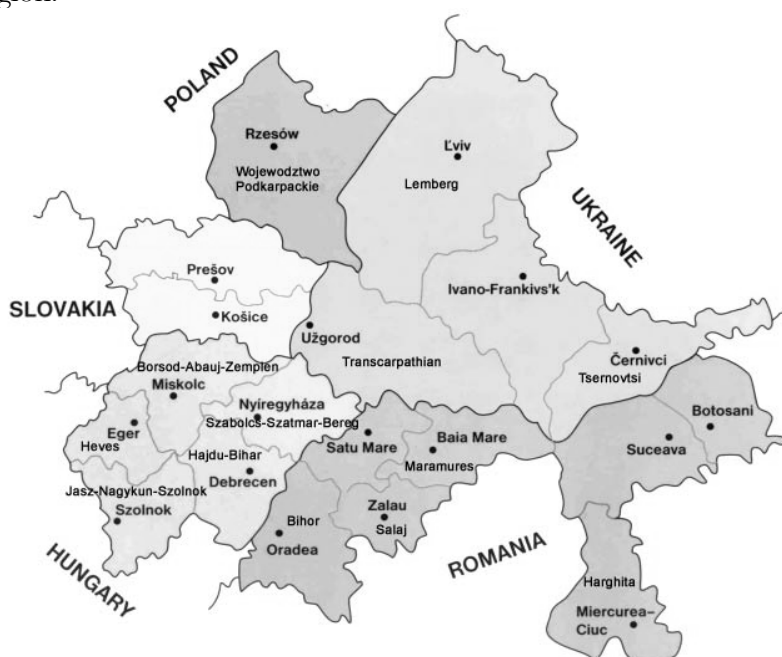 gion.
POLAND
Rzesów
Wojewodztwo
Podkarpackie
Ľviv
Lemberg
UKRAINE
Prešov
SLOVAKIA
Košice
Ivano-Frankivs'k
Užgorod
Transcarpathian
Černivci
Tsernovtsi
Borsod-Abauj-Zemplen
Miskolc
Nyíregyháza
Szabolcs-Szatmar-Bereg
Eger
Heves
Hajdu-Bihar
Debrecen
Jasz-Nagykun-Szolnok
Szolnok
HUNGARY
Satu Mare
Baia Mare
Maramures
Botosani
Suceava
Zalau
Salaj
Bihor
Oradea
ROMANIA
Harghita
Miercurea–
Ciuc